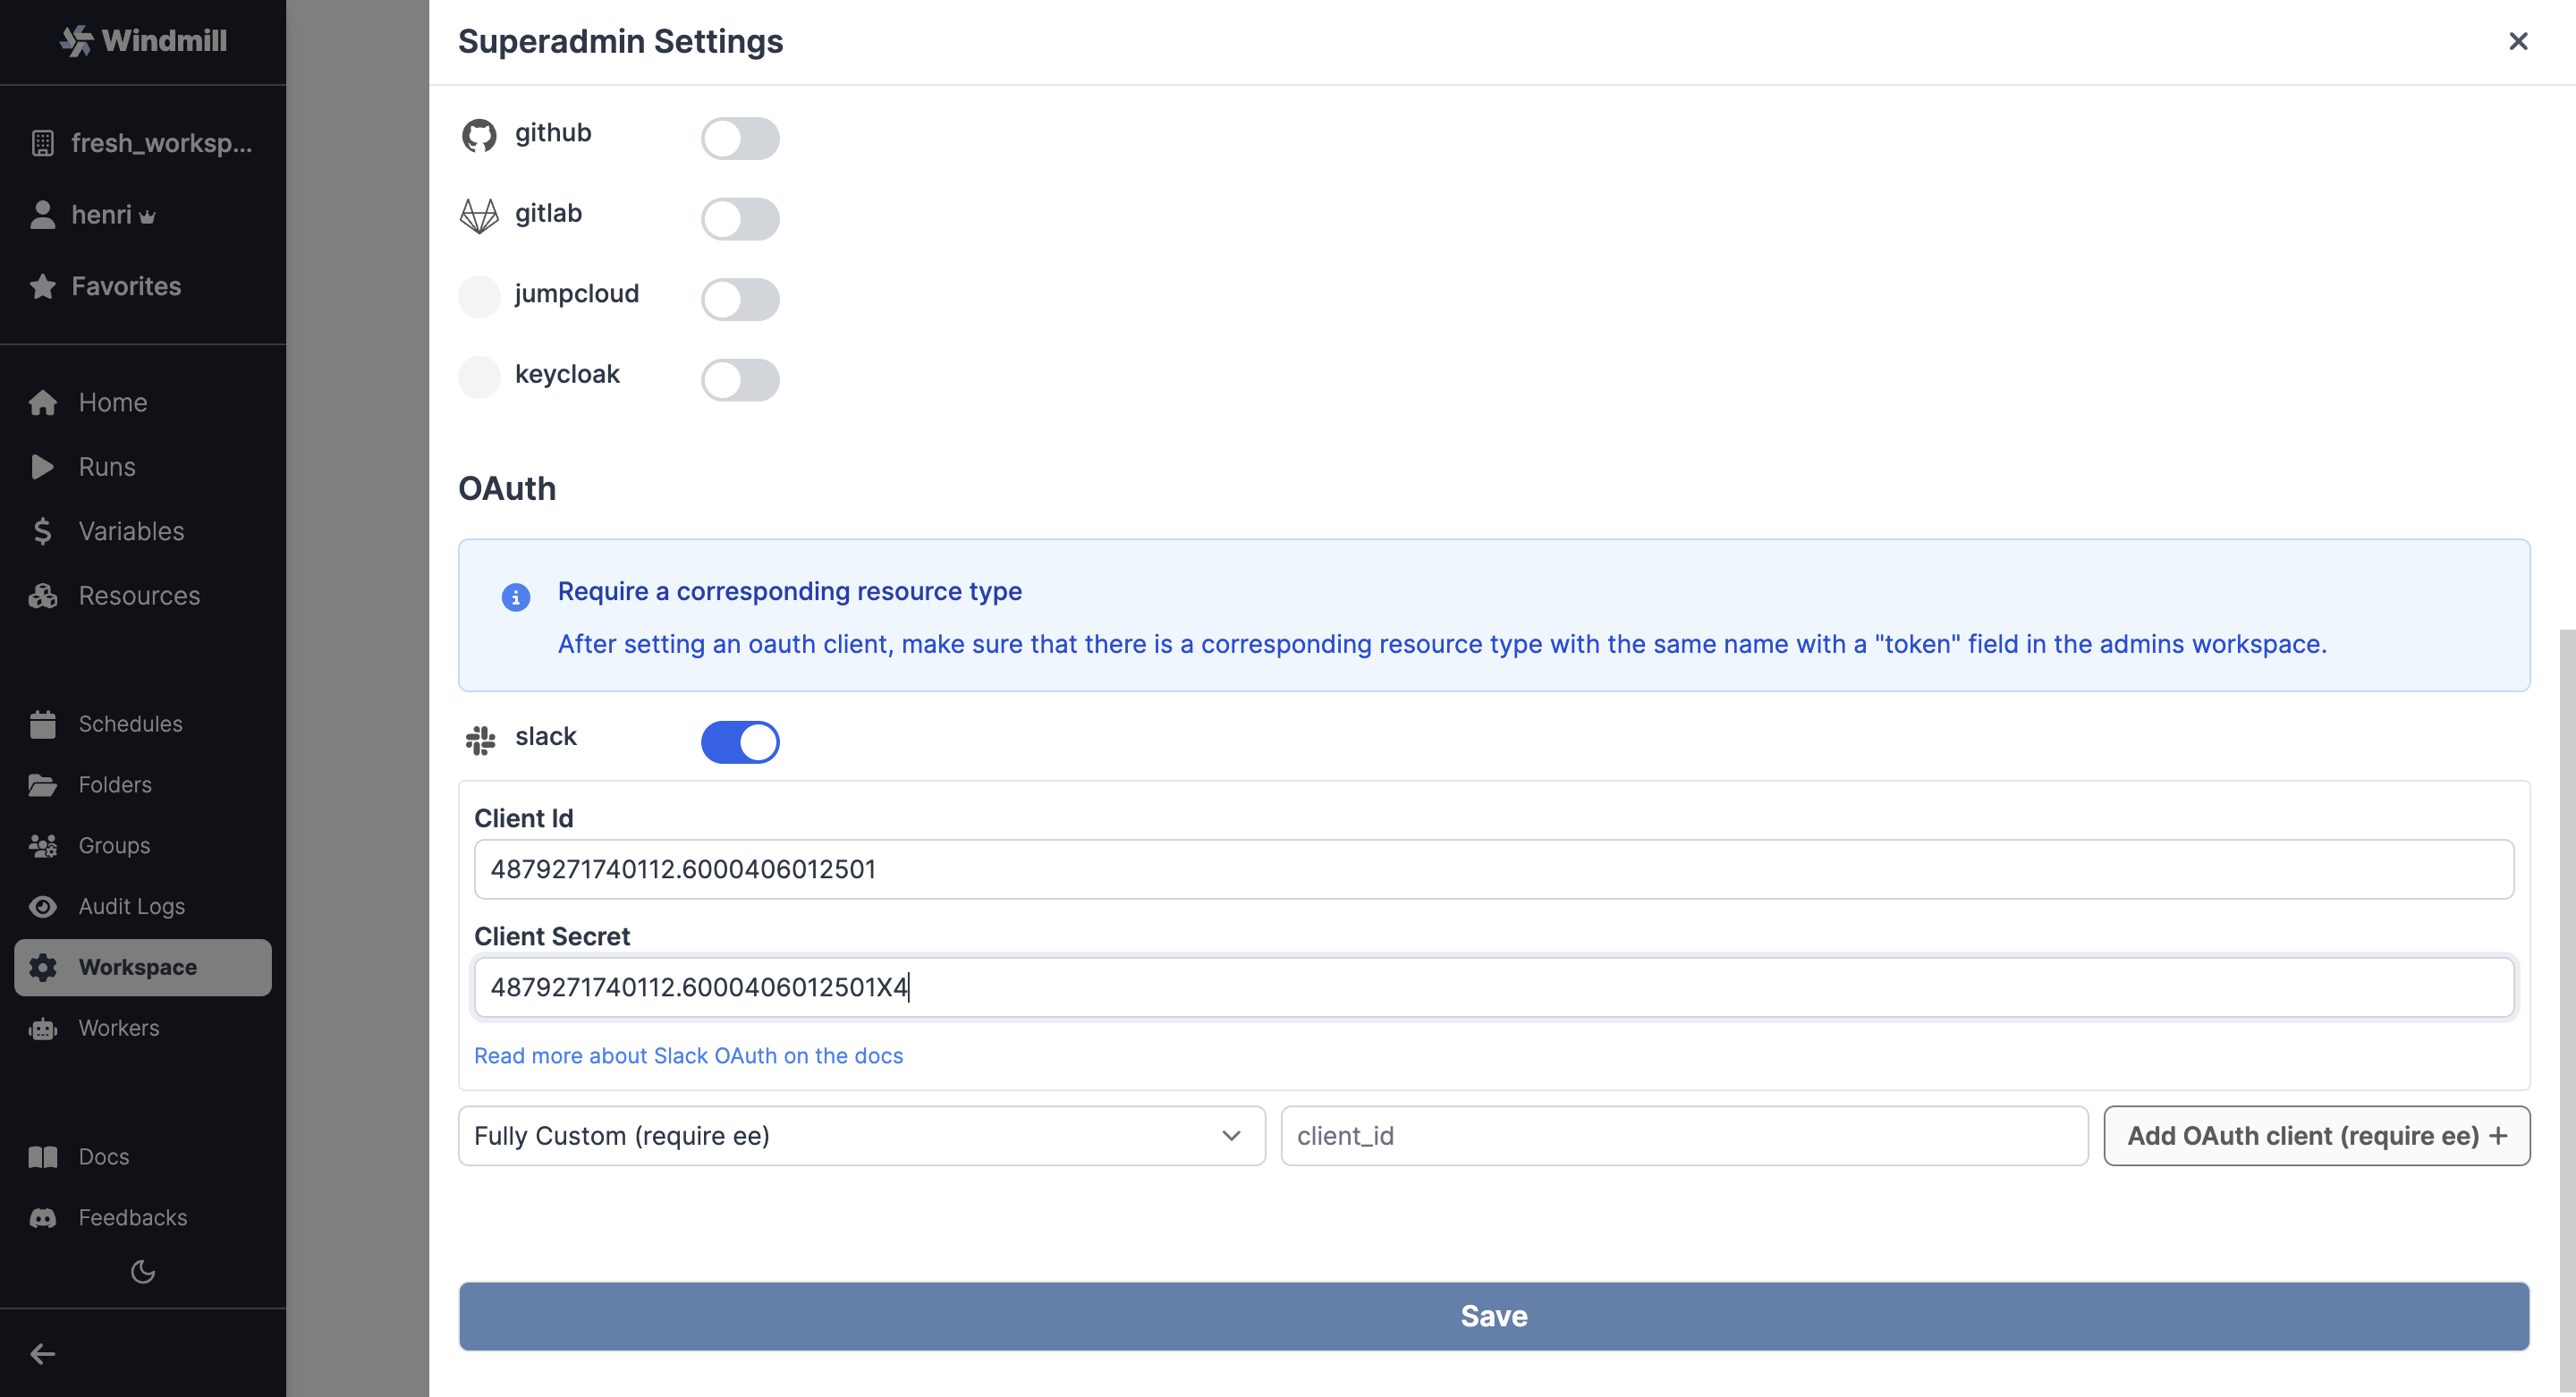 Windmill
fresh_worksp...
henri
Favorites
Home
Runs
Variables
Resources
Schedules
Folders
Groups
Audit Logs
Workspace
Workers
Docs
Feedbacks
Superadmin Settings
github
gitlab
jumpcloud
keycloak
OAuth
Require a corresponding resource type
After setting an oauth client, make sure that there is a corresponding resource type with the same name with a "token" field in the admins workspace.
slack
Client Id
4879271740112.6000406012501
Client Secret
4879271740112.6000406012501X4
Read more about Slack OAuth on the docs
Fully Custom (require ee)
client_id
Add OAuth client (require ee) +
Save